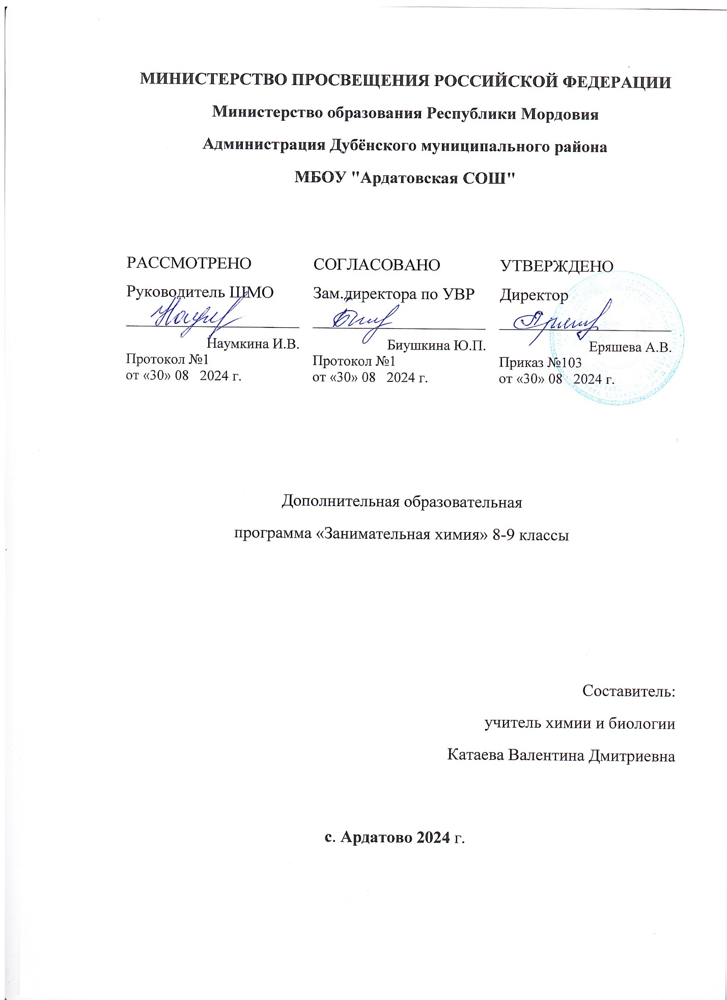 МИНИСТЕРСТВО ПРОСВЕЩЕНИЯ РОССИЙСКОЙ ФЕДЕРАЦИИ
Министерство образования Республики Мордовия
Администрация Дубёнского муниципального района
МБОУ "Ардатовская СОШ"
РАССМОТРЕНО
Руководитель ШМО
Наумкина И.В.
Протокол №1
от «30» 08 2024 г.
СОГЛАСОВАНО
Зам.директора по УВР
Биушкина Ю.П.
Протокол №1
от «30» 08 2024 г.
УТВЕРЖДЕНО
Директор
Еряшева А.В.
Приказ №103
от «30» 08 2024 г.
Дополнительная образовательная
программа «Занимательная химия» 8-9 классы
Составитель:
учитель химии и биологии
Катаева Валентина Дмитриевна
с. Ардатово 2024 г.